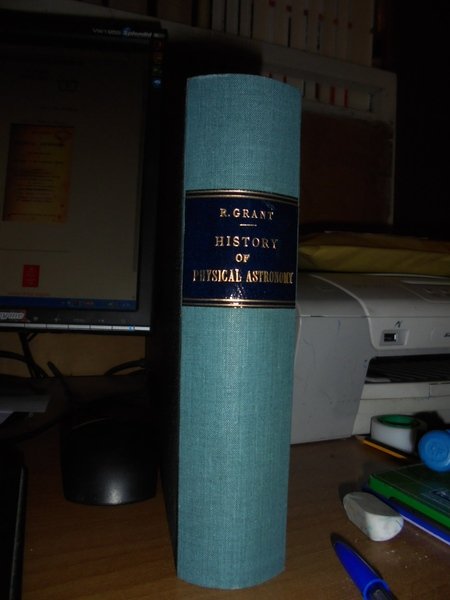 R. GRANT
HISTORY
OF
PHYSICAL ASTRONOMY